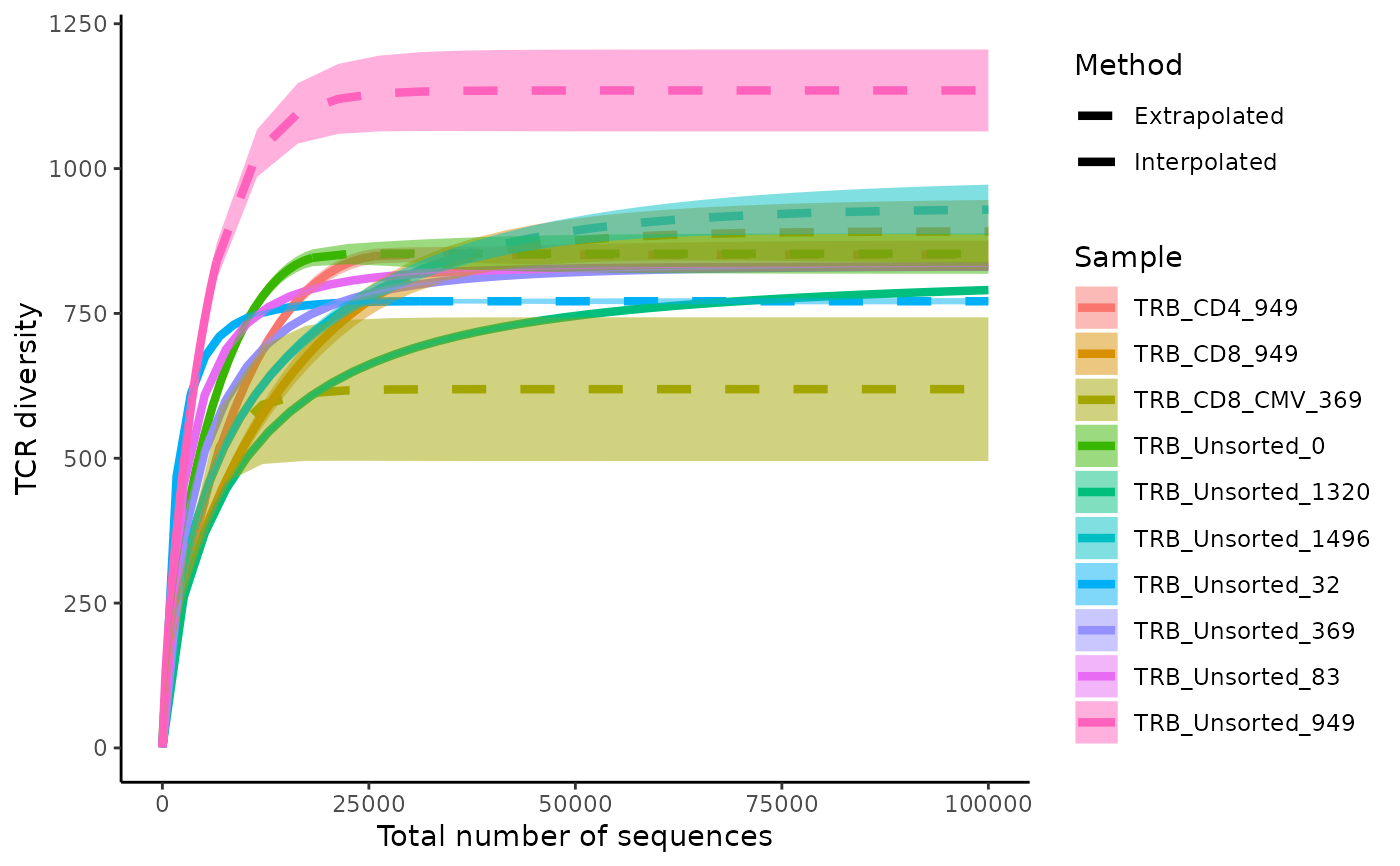 TCR diversity
1250
1000
750
500
250
0
0 25000 50000 75000 100000
Total number of sequences
Method
Extrapolated
Interpolated
Sample
TRB_CD4_949
TRB_CD8_949
TRB_CD8_CMV_369
TRB_Unsorted_0
TRB_Unsorted_1320
TRB_Unsorted_1496
TRB_Unsorted_32
TRB_Unsorted_369
TRB_Unsorted_83
TRB_Unsorted_949